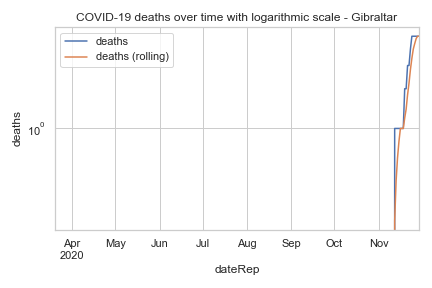 COVID-19 deaths over time with logarithmic scale - Gibraltar
deaths
deaths (rolling)
deaths
10⁰
Apr May Jun Jul Aug Sep Oct Nov
2020
dateRep